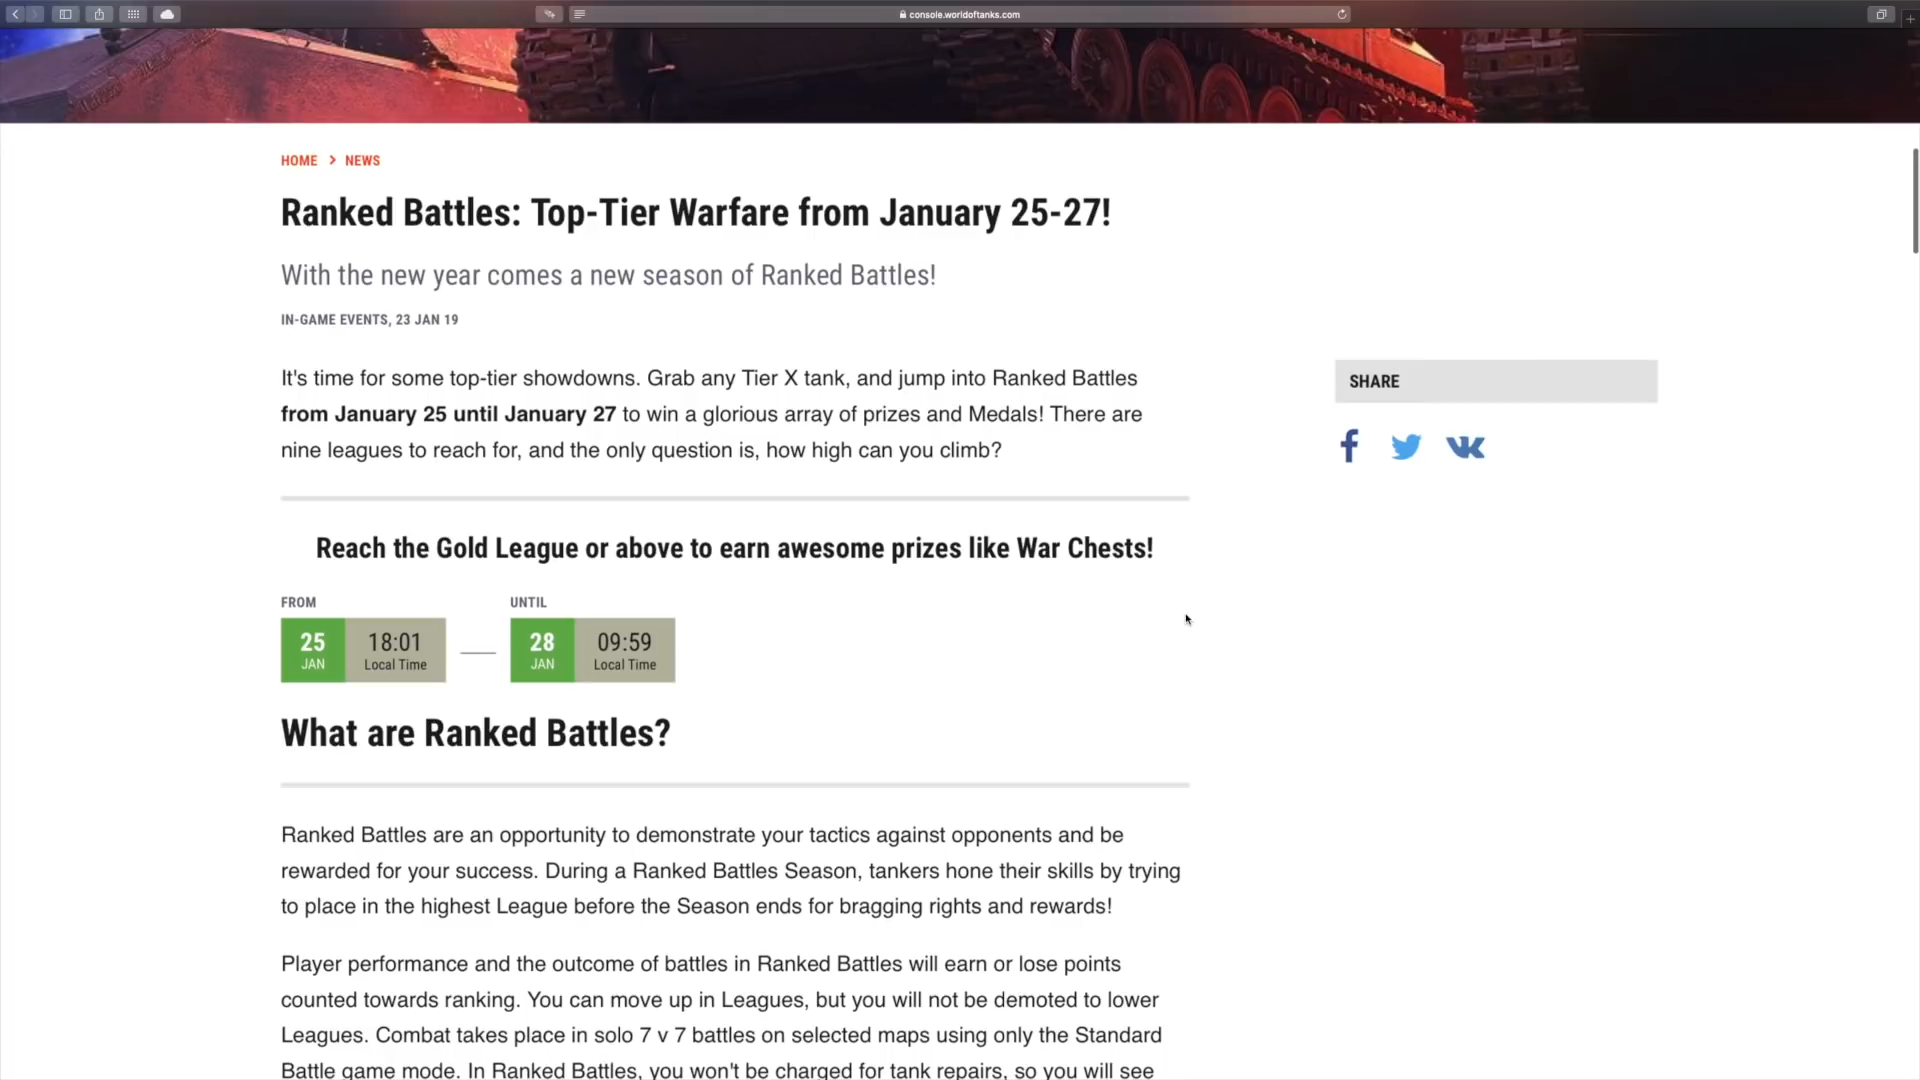 console.worldoftanks.com
HOME > NEWS
Ranked Battles: Top-Tier Warfare from January 25-27!
With the new year comes a new season of Ranked Battles!
IN-GAME EVENTS, 23 JAN 19
It's time for some top-tier showdowns. Grab any Tier X tank, and jump into Ranked Battles
from January 25 until January 27 to win a glorious array of prizes and Medals! There are
nine leagues to reach for, and the only question is, how high can you climb?
SHARE
Reach the Gold League or above to earn awesome prizes like War Chests!
FROM UNTIL
25 18:01 28 09:59
JAN Local Time JAN Local Time
What are Ranked Battles?
Ranked Battles are an opportunity to demonstrate your tactics against opponents and be
rewarded for your success. During a Ranked Battles Season, tankers hone their skills by trying
to place in the highest League before the Season ends for bragging rights and rewards!
Player performance and the outcome of battles in Ranked Battles will earn or lose points
counted towards ranking. You can move up in Leagues, but you will not be demoted to lower
Leagues. Combat takes place in solo 7 v 7 battles on selected maps using only the Standard
Battle game mode. In Ranked Battles, you won't be charged for tank repairs, so you will see